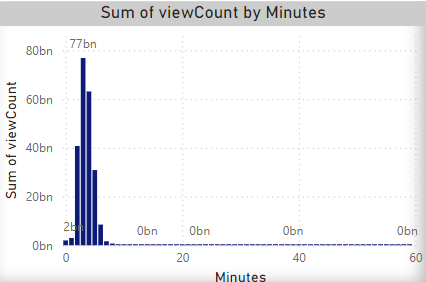 Sum of viewCount by Minutes
77bn
80bn
60bn
40bn
20bn
0bn
Sum of viewCount
2bn
0bn
0bn
0bn
0bn
0
20
40
60
Minutes